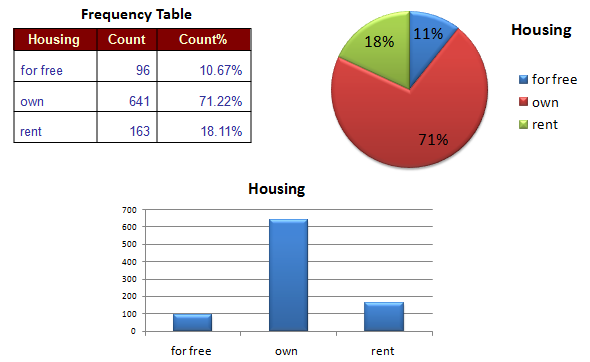 Frequency Table
Housing Count Count%
for free 96 10.67%
own 641 71.22%
rent 163 18.11%
18% 11%
71%
Housing
for free
own
rent
Housing
700
600
500
400
300
200
100
0
for free own rent